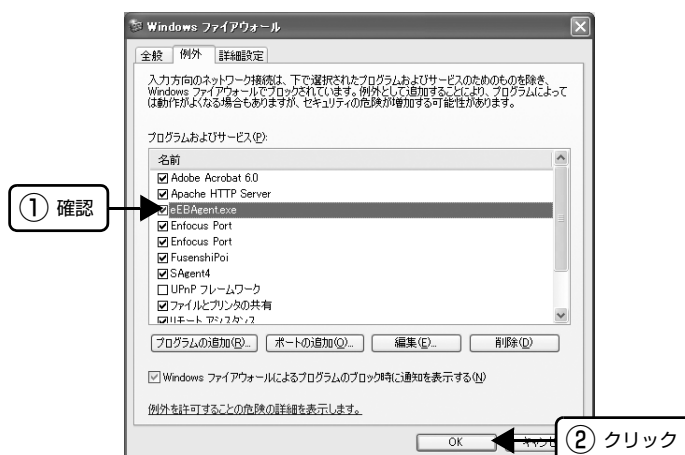 Windows ファイアウォール
全般 例外 詳細設定
入力方向のネットワーク接続は、下で選択されたプログラムおよびサービスのためのものを除き、
Windows ファイアウォールでブロックされています。例外として追加することにより、プログラムによって
は動作がよくなる場合もありますが、セキュリティの危険が増加する可能性があります。
プログラムおよびサービス(P):
名前
Adobe Acrobat 6.0
Apache HTTP Server
① 確認
eEBAgent.exe
Enfocus Port
Enfocus Port
FusenshiPoi
SAgent4
UPnP フレームワーク
ファイルとプリンタの共有
リモート アシスタンス
プログラムの追加(R)... ポートの追加(O)... 編集(E)... 削除(D)
Windows ファイアウォールによるプログラムのブロック時に通知を表示する(N)
例外を許可することの危険の詳細を表示します。
OK
② クリック